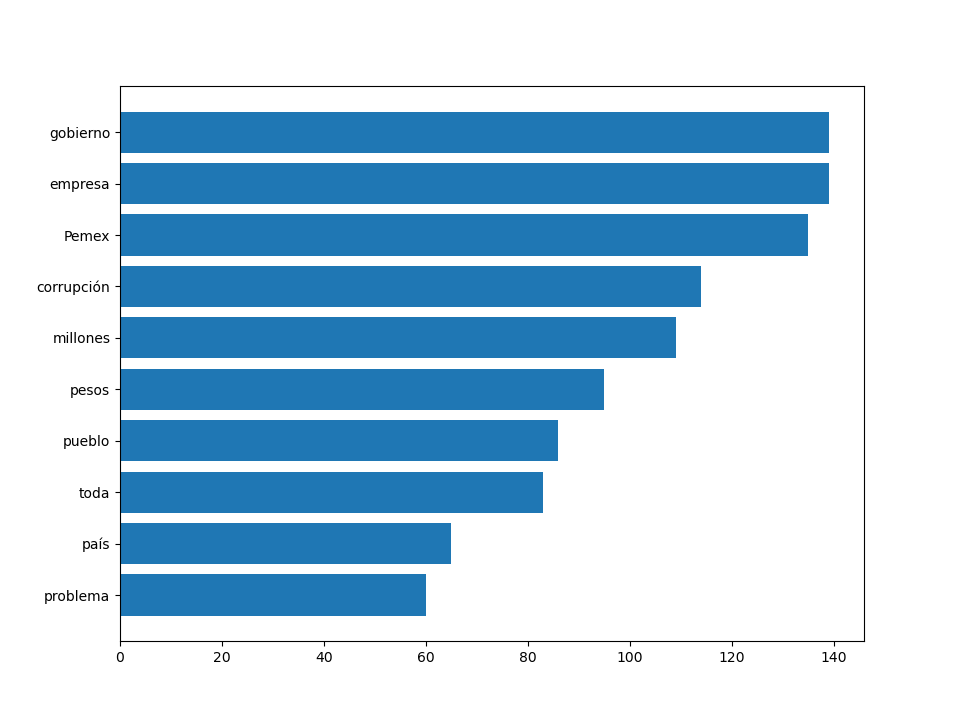 gobierno
empresa
Pemex
corrupción
millones
pesos
pueblo
toda
país
problema
0 20 40 60 80 100 120 140